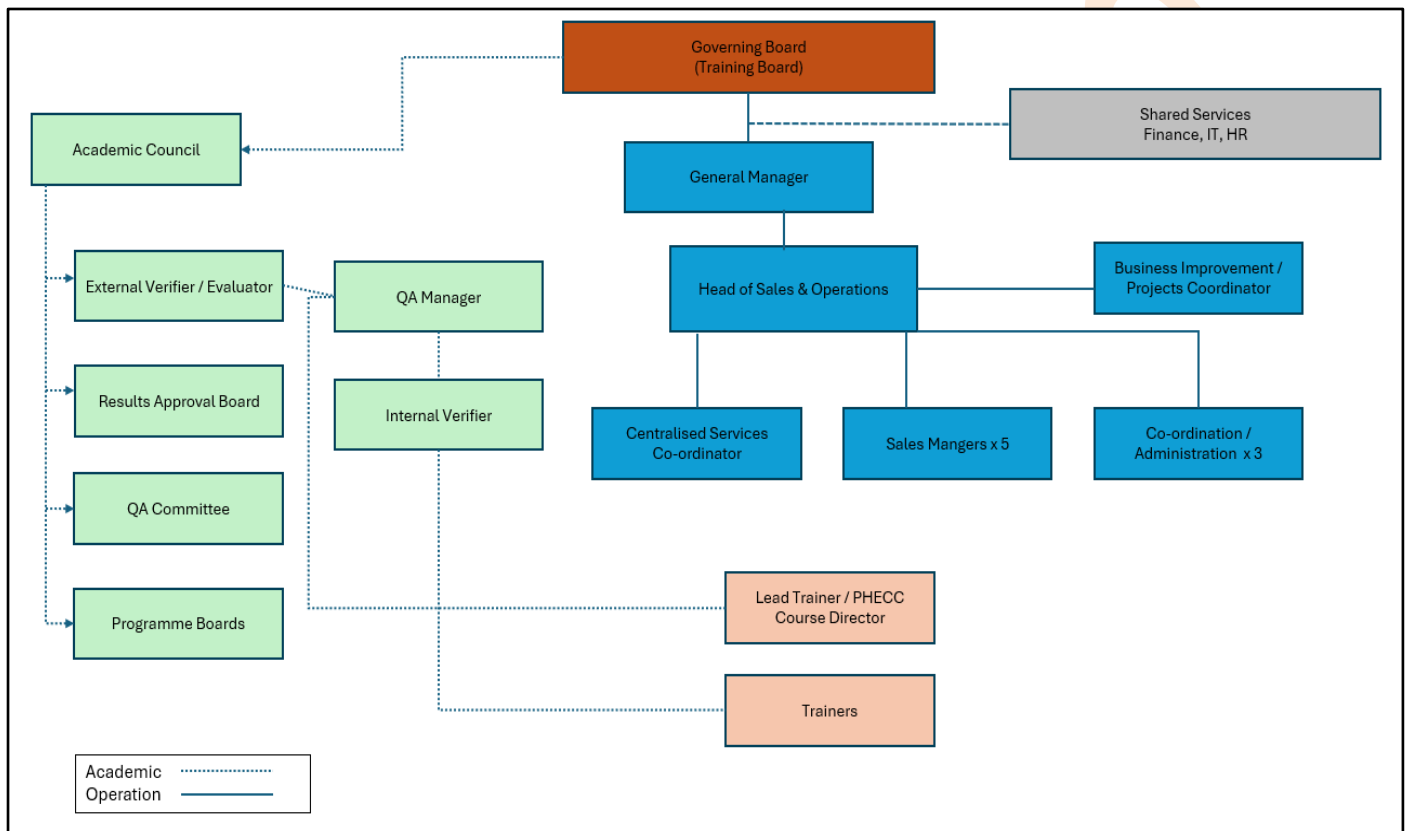 Governing Board
(Training Board)
Shared Services
Finance, IT, HR
Academic Council
General Manager
External Verifier / Evaluator
QA Manager
Head of Sales & Operations
Business Improvement /
Projects Coordinator
Results Approval Board
Internal Verifier
Centralised Services
Co-ordinator
Sales Mangers x 5
Co-ordination /
Administration x 3
QA Committee
Programme Boards
Lead Trainer / PHECC
Course Director
Trainers
Academic
Operation